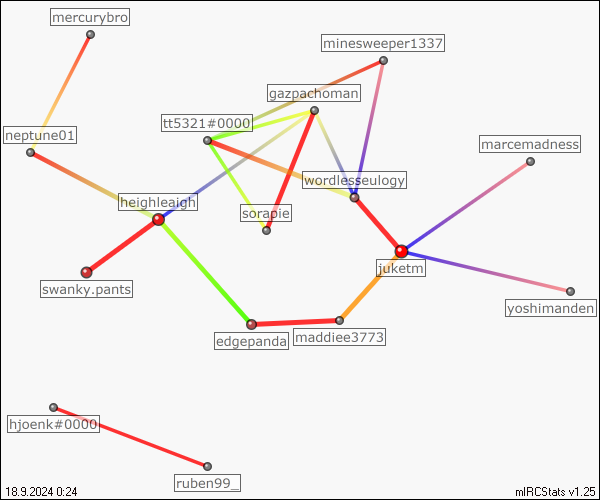 mercurybro
minesweeper1337
gazpachoman
tt5321#0000
neptune01
marcemadness
wordlesseulogy
heighleaigh
sorapie
juketm
swanky.pants
yoshimanden
maddiee3773
edgepanda
hjoenk#0000
ruben99_
18.9.2024 0:24
mIRCStats v1.25